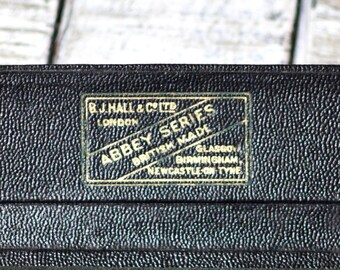 B.J. HALL & Co LTD
LONDON
ABBEY SERIES
BRITISH MADE
GLASGOW
BIRMINGHAM
NEWCASTLE-ON-TYNE